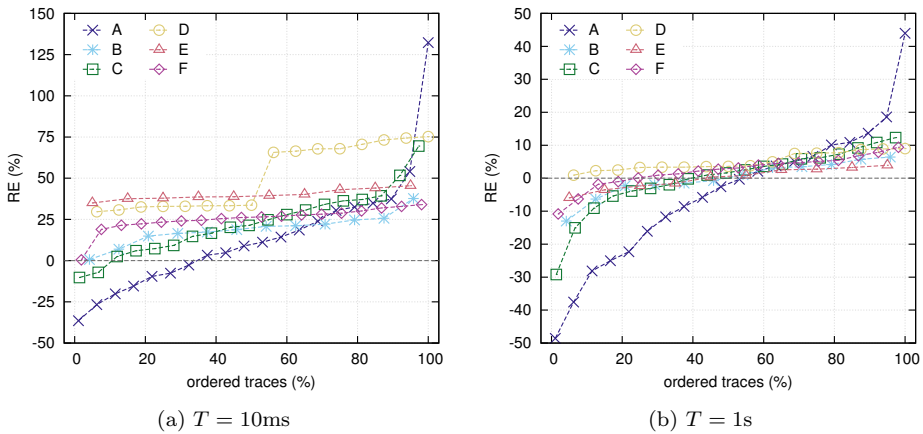 150
125
100
75
50
25
0
-25
-50
RE (%)
A
B
C
D
E
F
0
20
40
60
80
100
ordered traces (%)
(a) T = 10ms
50
40
30
20
10
0
-10
-20
-30
-40
-50
RE (%)
A
B
C
D
E
F
0
20
40
60
80
100
ordered traces (%)
(b) T = 1s